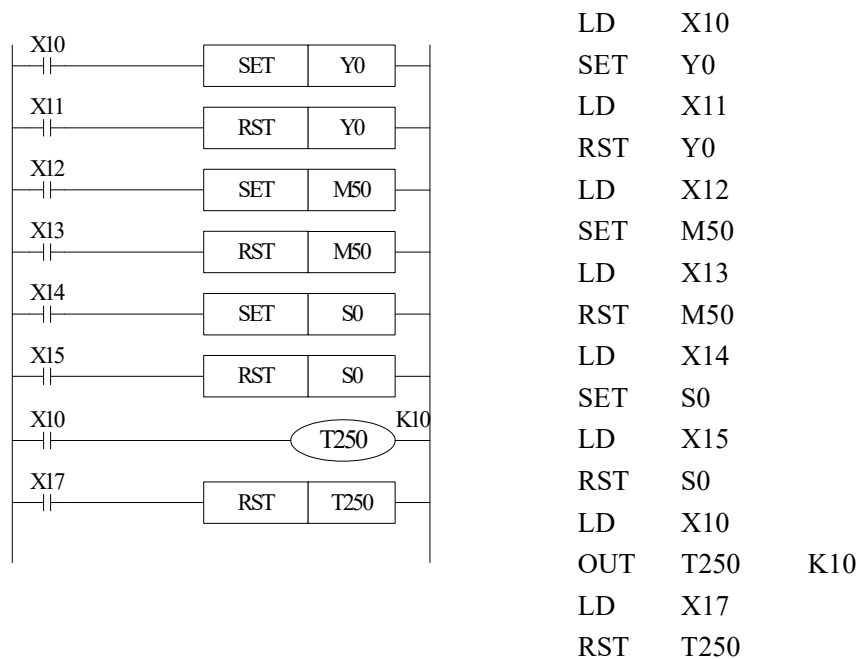 X10
SET Y0
X11
RST Y0
X12
SET M50
X13
RST M50
X14
SET S0
X15
RST S0
X10
T250 K10
X17
RST T250
LD X10
SET Y0
LD X11
RST Y0
LD X12
SET M50
LD X13
RST M50
LD X14
SET S0
LD X15
RST S0
LD X10
OUT T250 K10
LD X17
RST T250